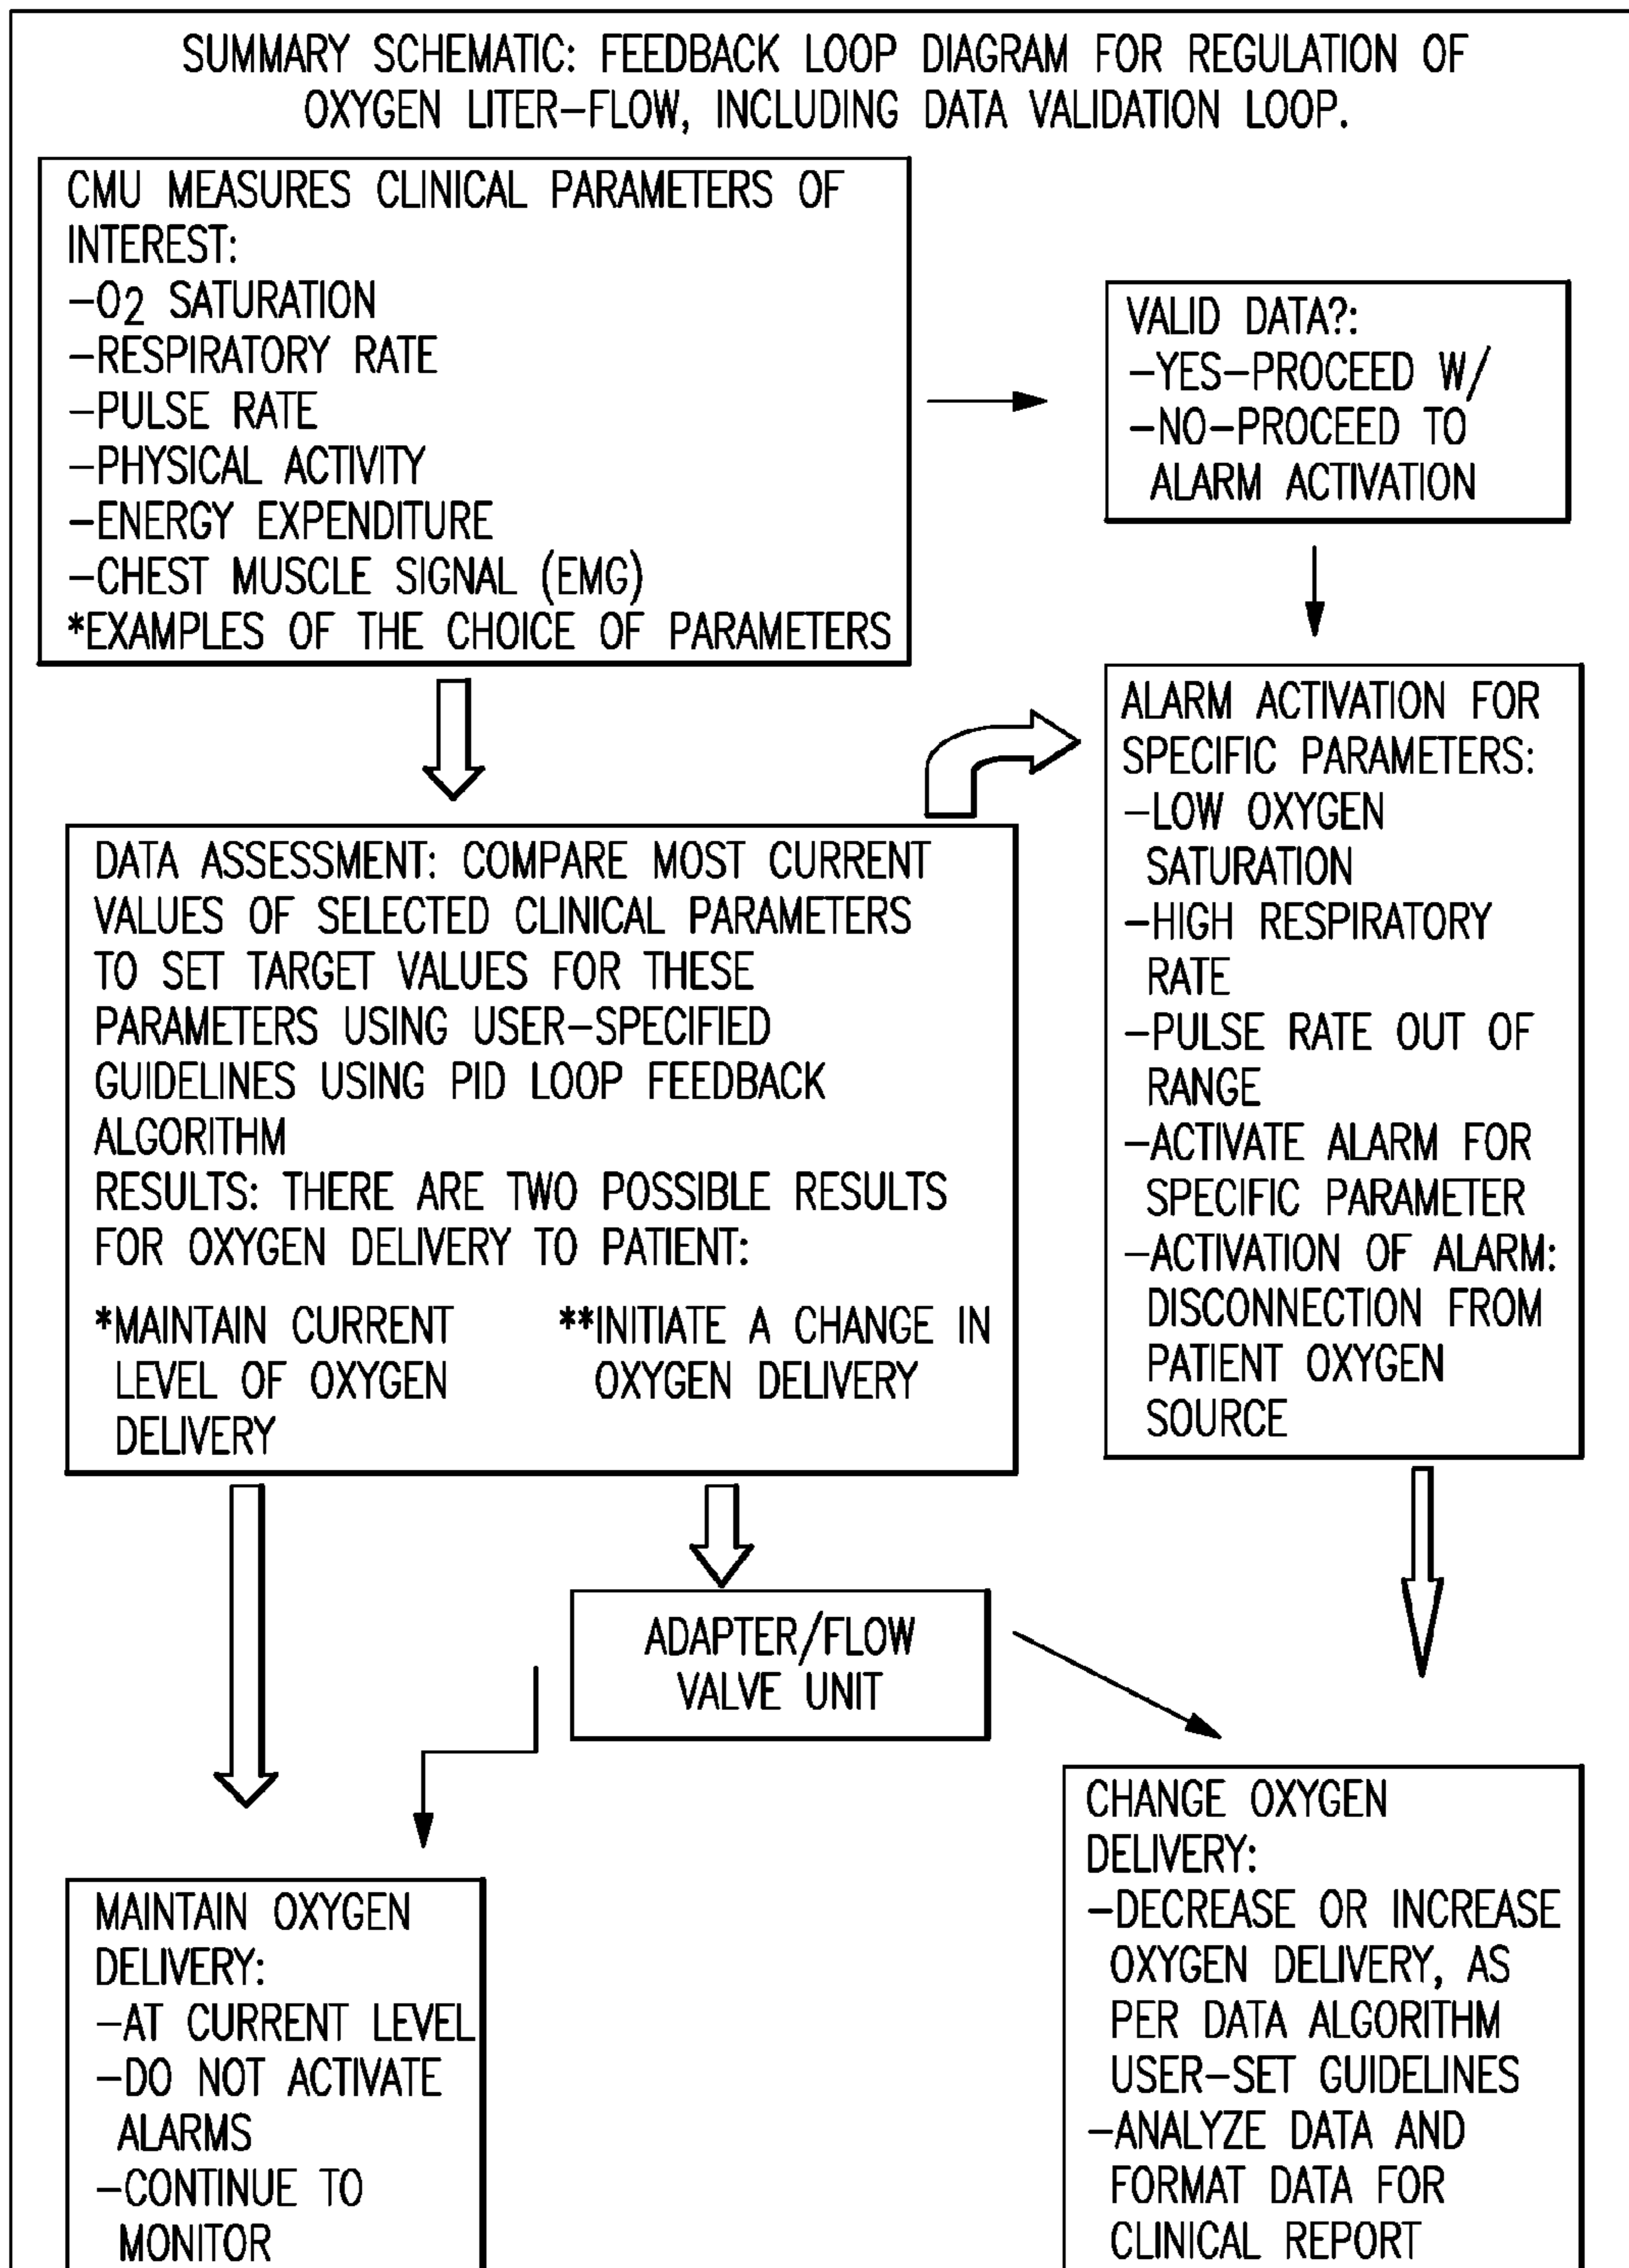 SUMMARY SCHEMATIC: FEEDBACK LOOP DIAGRAM FOR REGULATION OF
OXYGEN LITER-FLOW, INCLUDING DATA VALIDATION LOOP.
CMU MEASURES CLINICAL PARAMETERS OF
INTEREST:
-O2 SATURATION
-RESPIRATORY RATE
-PULSE RATE
-PHYSICAL ACTIVITY
-ENERGY EXPENDITURE
-CHEST MUSCLE SIGNAL (EMG)
*EXAMPLES OF THE CHOICE OF PARAMETERS
VALID DATA?:
-YES-PROCEED W/
-NO-PROCEED TO
ALARM ACTIVATION
DATA ASSESSMENT: COMPARE MOST CURRENT
VALUES OF SELECTED CLINICAL PARAMETERS
TO SET TARGET VALUES FOR THESE
PARAMETERS USING USER-SPECIFIED
GUIDELINES USING PID LOOP FEEDBACK
ALGORITHM
RESULTS: THERE ARE TWO POSSIBLE RESULTS
FOR OXYGEN DELIVERY TO PATIENT:
*MAINTAIN CURRENT
LEVEL OF OXYGEN
DELIVERY
**INITIATE A CHANGE IN
OXYGEN DELIVERY
ALARM ACTIVATION FOR
SPECIFIC PARAMETERS:
-LOW OXYGEN
SATURATION
-HIGH RESPIRATORY
RATE
-PULSE RATE OUT OF
RANGE
-ACTIVATE ALARM FOR
SPECIFIC PARAMETER
-ACTIVATION OF ALARM:
DISCONNECTION FROM
PATIENT OXYGEN
SOURCE
ADAPTER/FLOW
VALVE UNIT
MAINTAIN OXYGEN
DELIVERY:
-AT CURRENT LEVEL
-DO NOT ACTIVATE
ALARMS
-CONTINUE TO
MONITOR
CHANGE OXYGEN
DELIVERY:
-DECREASE OR INCREASE
OXYGEN DELIVERY, AS
PER DATA ALGORITHM
USER-SET GUIDELINES
-ANALYZE DATA AND
FORMAT DATA FOR
CLINICAL REPORT